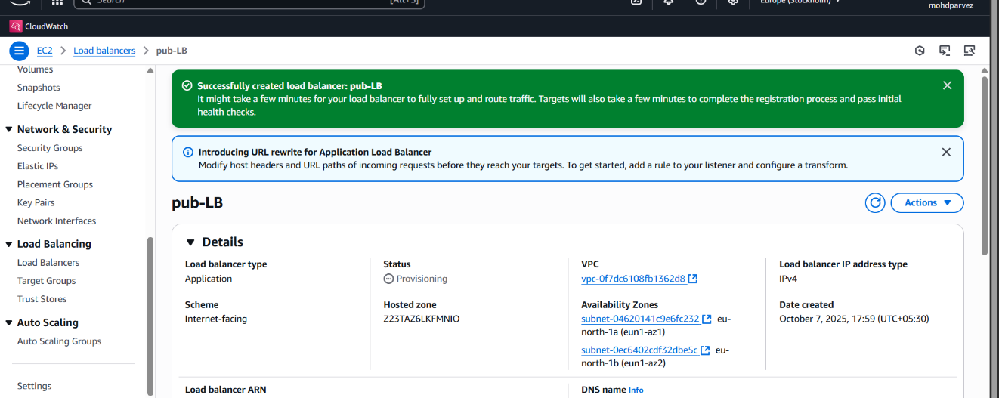 Search
[Alt+S]
Europe (Stockholm)
mohdparvez
CloudWatch
EC2 > Load balancers > pub-LB
Volumes
Snapshots
Lifecycle Manager
Network & Security
Security Groups
Elastic IPs
Placement Groups
Key Pairs
Network Interfaces
Load Balancing
Load Balancers
Target Groups
Trust Stores
Auto Scaling
Auto Scaling Groups
Settings
Successfully created load balancer: pub-LB
It might take a few minutes for your load balancer to fully set up and route traffic. Targets will also take a few minutes to complete the registration process and pass initial
health checks.
Introducing URL rewrite for Application Load Balancer
Modify host headers and URL paths of incoming requests before they reach your targets. To get started, add a rule to your listener and configure a transform.
pub-LB
Actions
Details
Load balancer type
Application
Scheme
Internet-facing
Status
Provisioning
Hosted zone
Z23TAZ6LKFMNIO
VPC
vpc-0f7dc6108fb1362d8
Availability Zones
subnet-04620141c9e6fc232 eu-
north-1a (eun1-az1)
subnet-0ec6402cdf32dbe5c eu-
north-1b (eun1-az2)
Load balancer IP address type
IPv4
Date created
October 7, 2025, 17:59 (UTC+05:30)
Load balancer ARN
DNS name Info